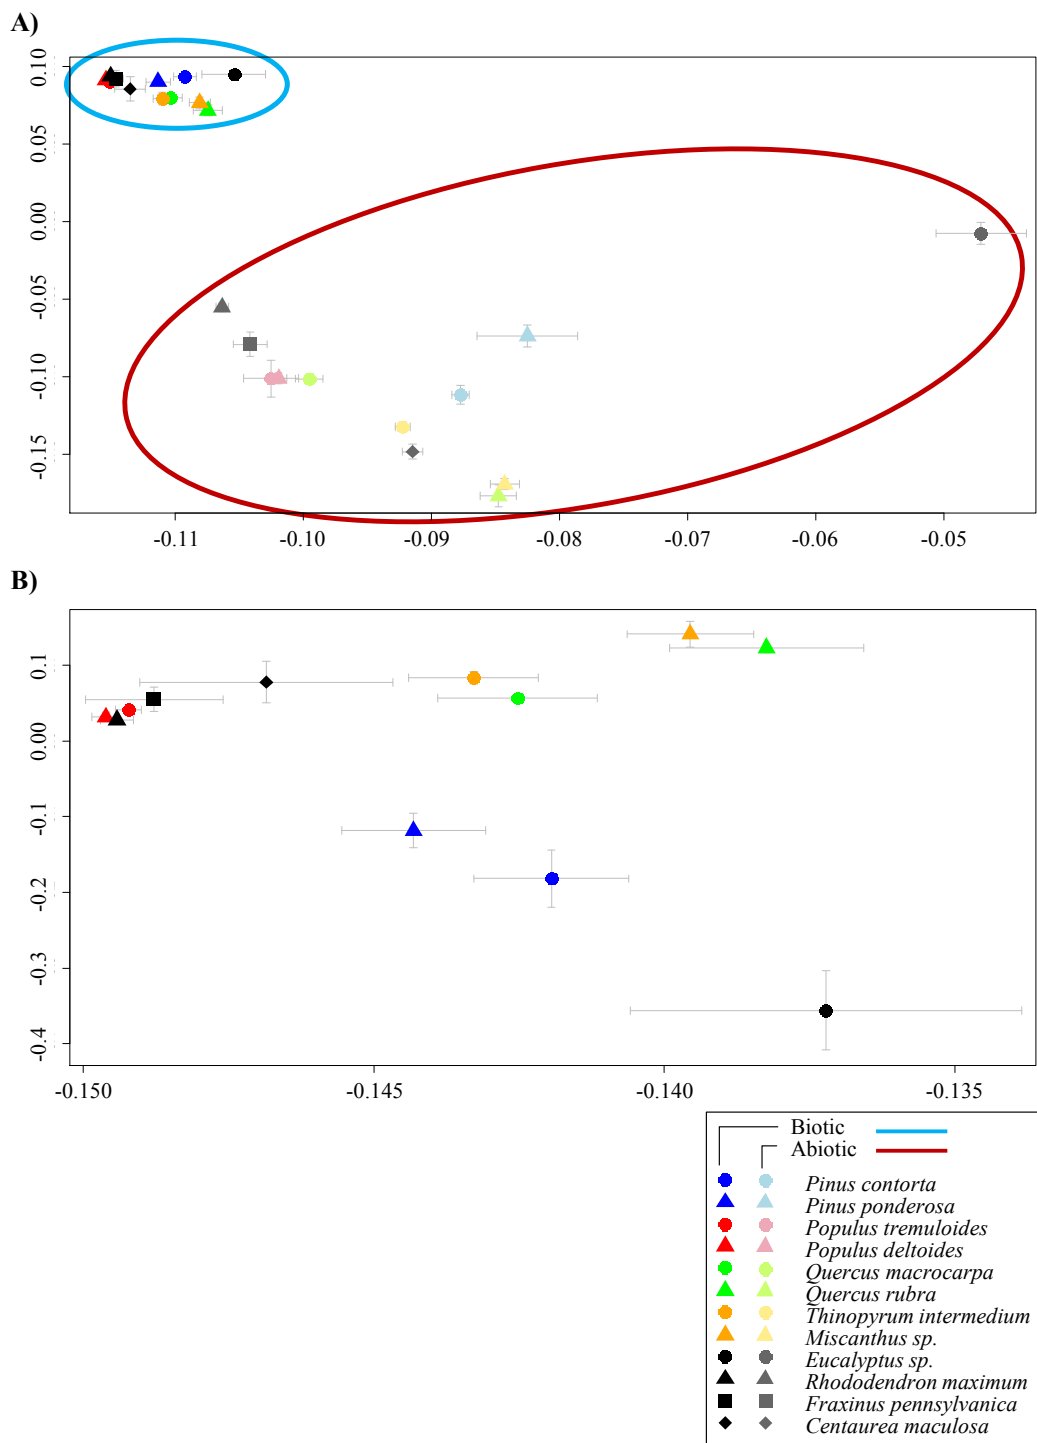 A)
0.10
0.05
0.00
-0.05
-0.10
-0.15
-0.11 -0.10 -0.09 -0.08 -0.07 -0.06 -0.05
B)
0.1
0.00
-0.1
-0.2
-0.3
-0.4
-0.150 -0.145 -0.140 -0.135
Biotic
Abiotic
Pinus contorta
Pinus ponderosa
Populus tremuloides
Populus deltoides
Quercus macrocarpa
Quercus rubra
Thinopyrum intermedium
Miscanthus sp.
Eucalyptus sp.
Rhododendron maximum
Fraxinus pennsylvanica
Centaurea maculosa